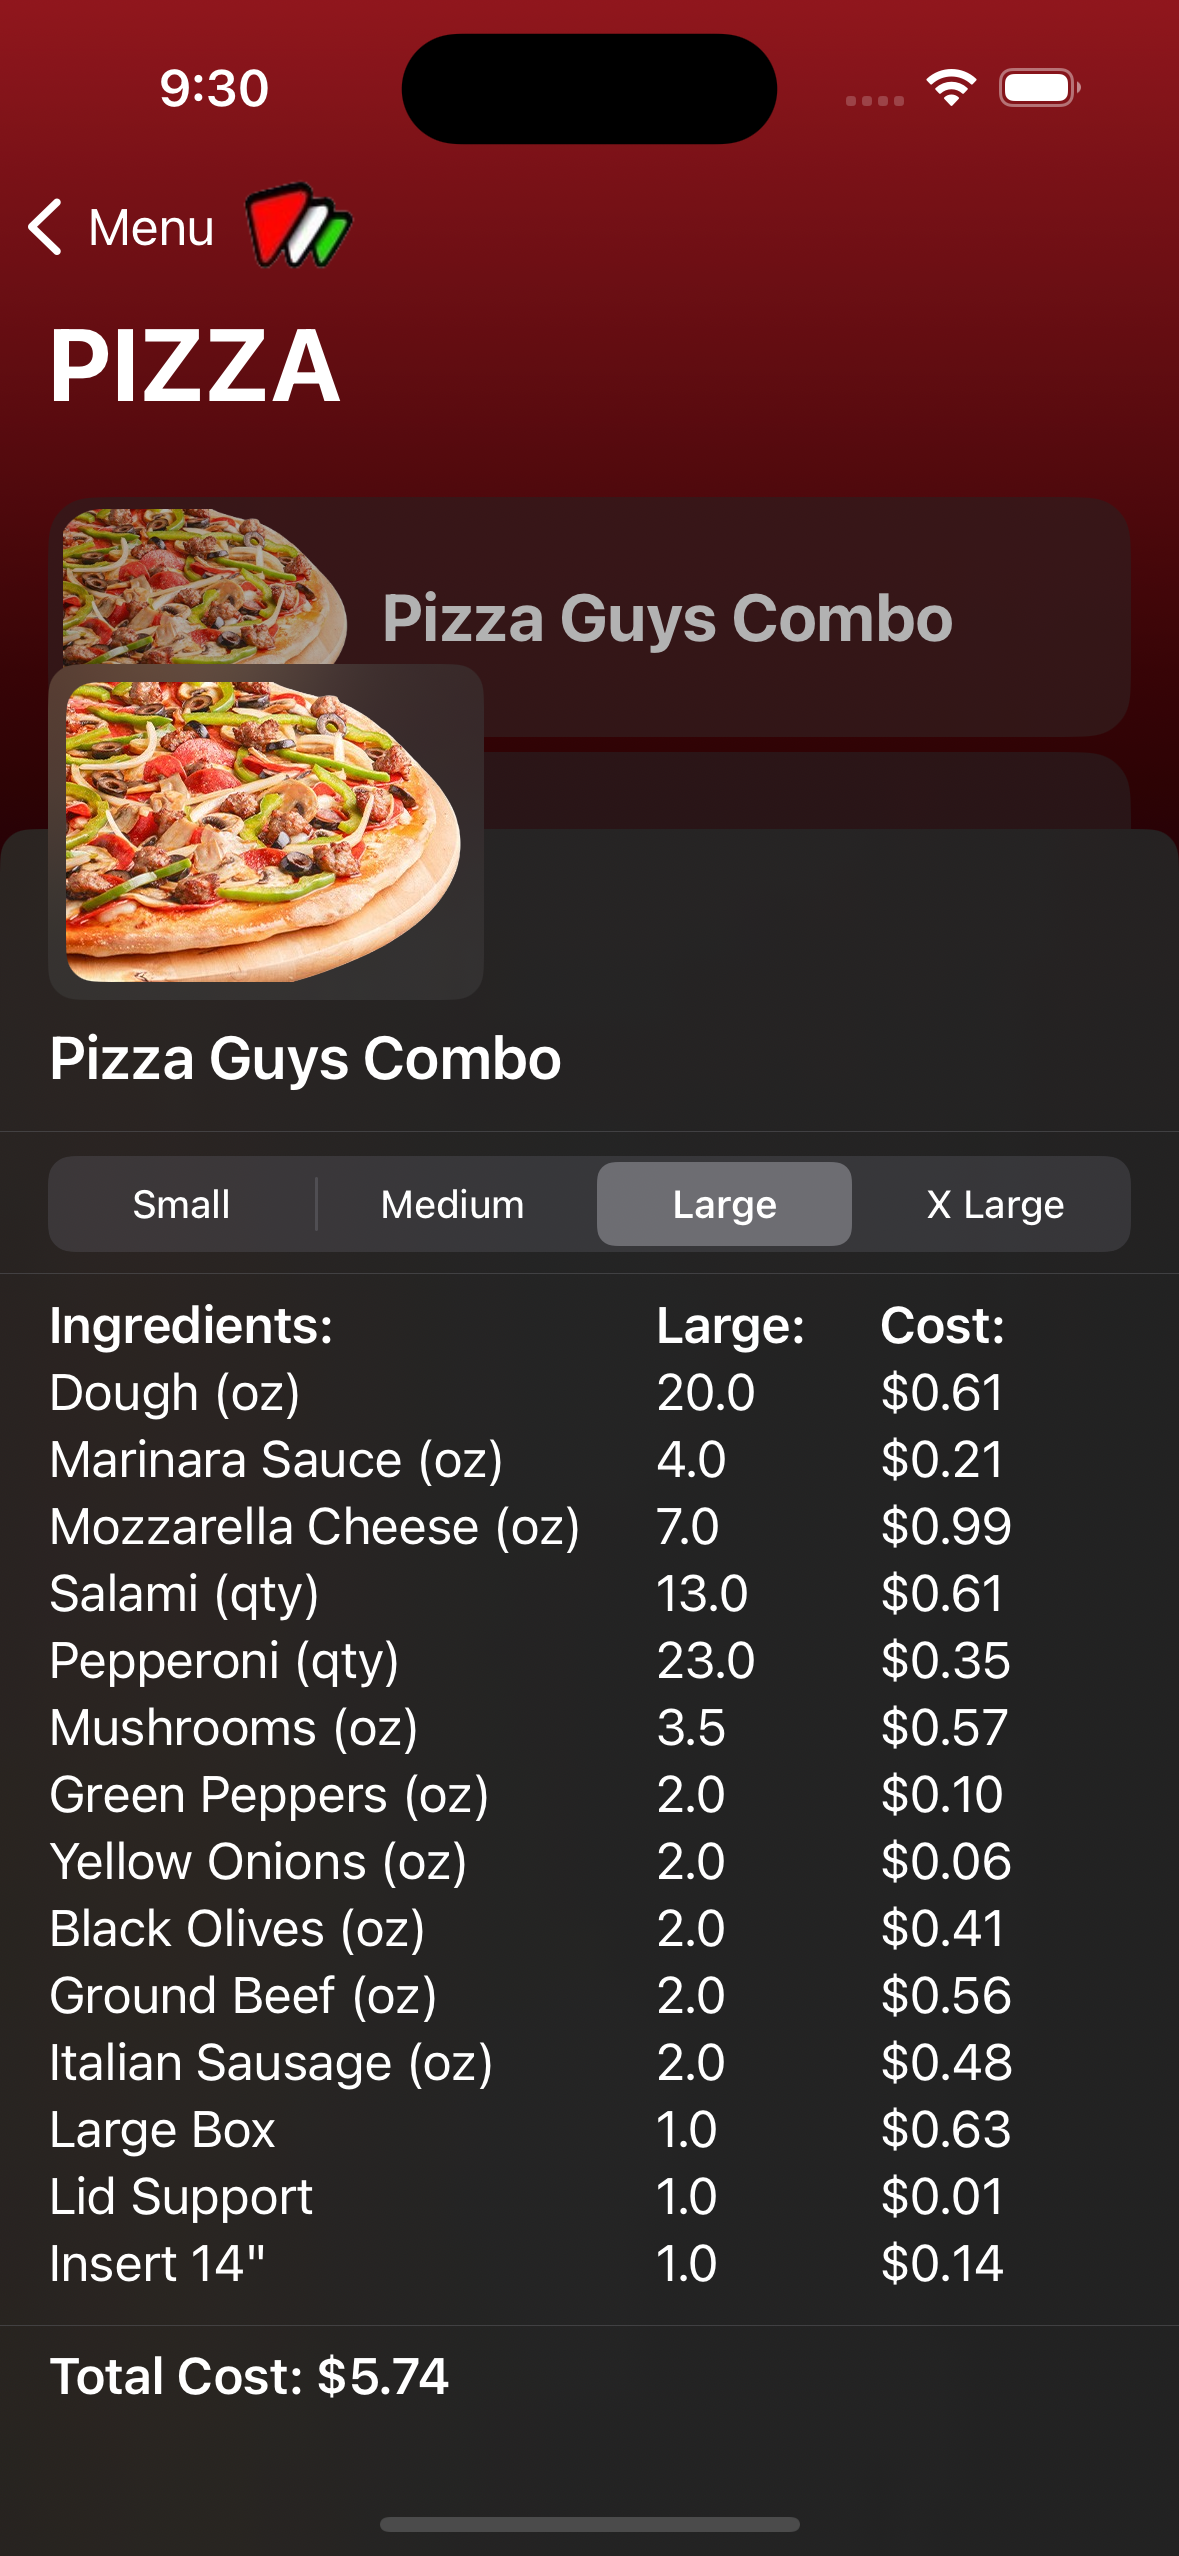 9:30
Menu
PIZZA
Pizza Guys Combo
Pizza Guys Combo
Small Medium Large X Large
Ingredients: Large: Cost:
Dough (oz) 20.0 $0.61
Marinara Sauce (oz) 4.0 $0.21
Mozzarella Cheese (oz) 7.0 $0.99
Salami (qty) 13.0 $0.61
Pepperoni (qty) 23.0 $0.35
Mushrooms (oz) 3.5 $0.57
Green Peppers (oz) 2.0 $0.10
Yellow Onions (oz) 2.0 $0.06
Black Olives (oz) 2.0 $0.41
Ground Beef (oz) 2.0 $0.56
Italian Sausage (oz) 2.0 $0.48
Large Box 1.0 $0.63
Lid Support 1.0 $0.01
Insert 14" 1.0 $0.14
Total Cost: $5.74